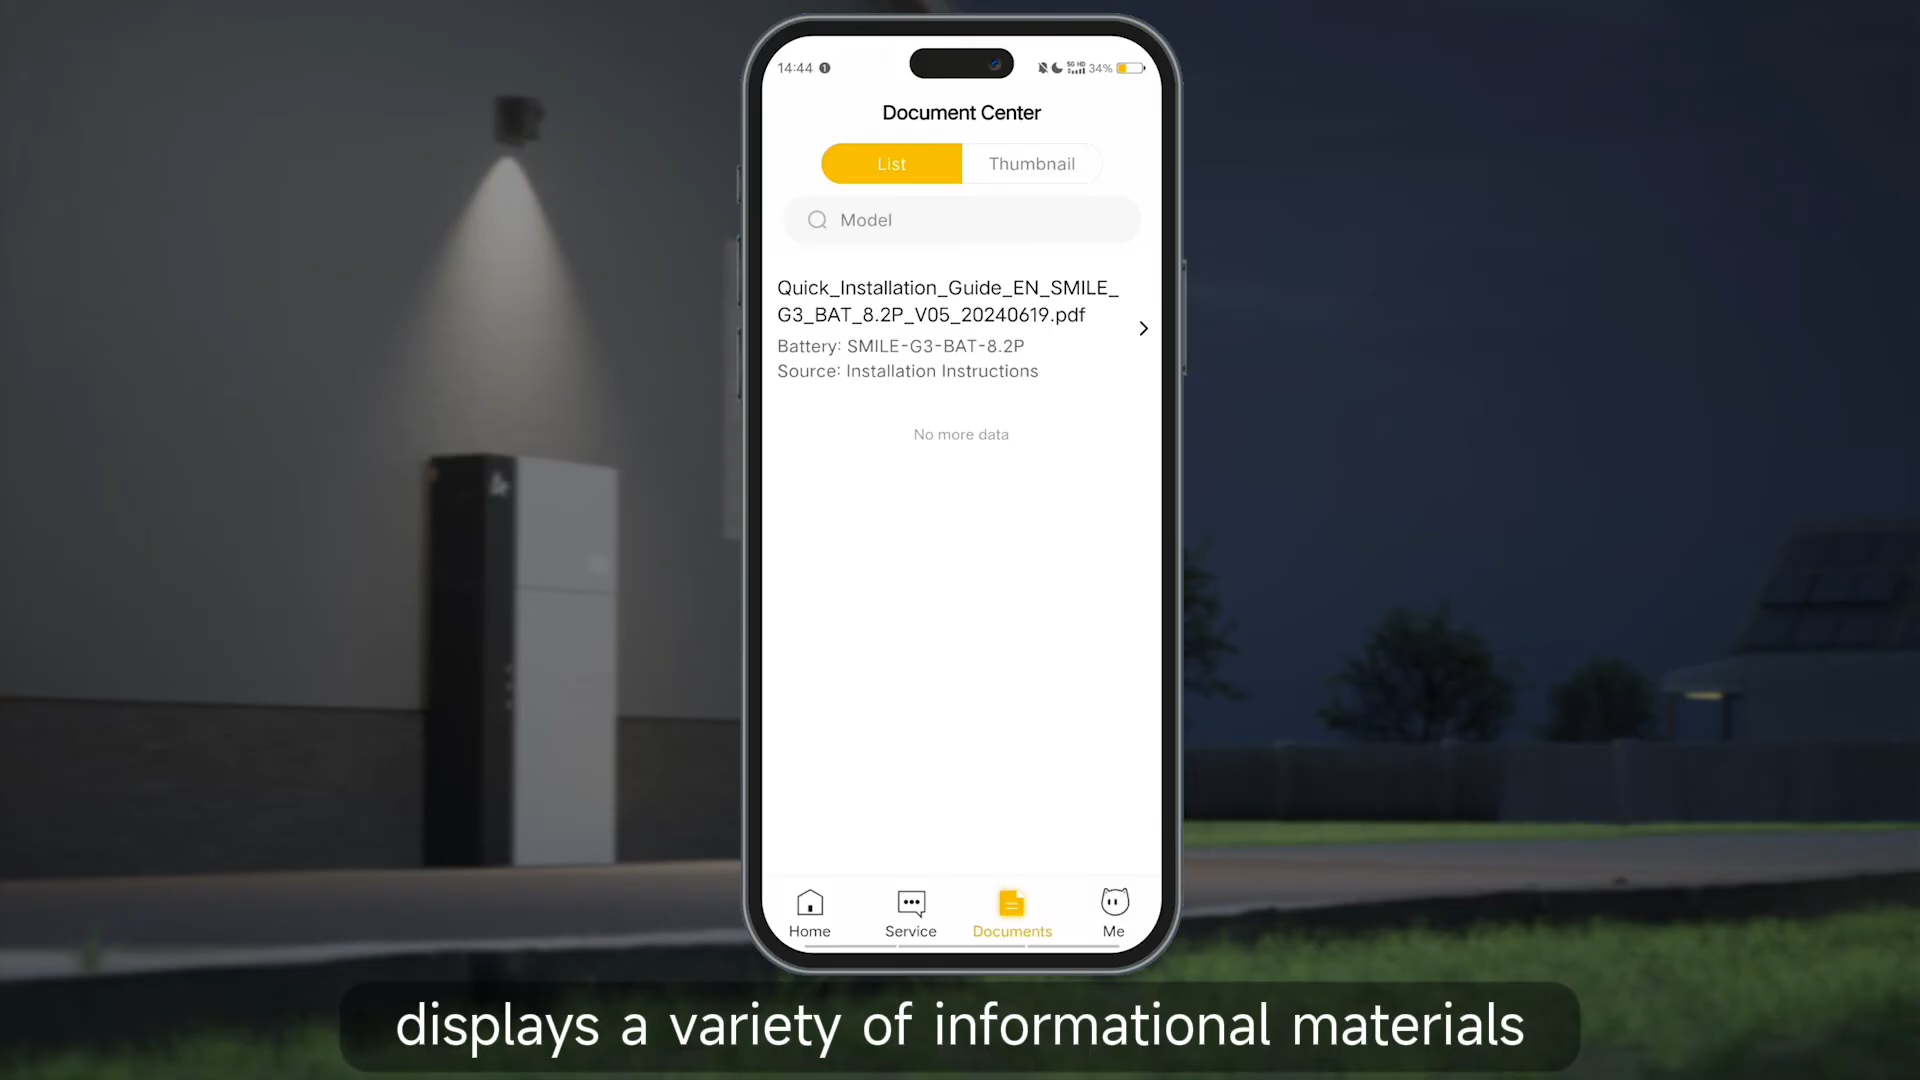 14:44
34%
Document Center
List
Thumbnail
Model
Quick_Installation_Guide_EN_SMILE_
G3_BAT_8.2P_V05_20240619.pdf
Battery: SMILE-G3-BAT-8.2P
Source: Installation Instructions
No more data
Home
Service
Documents
Me
displays a variety of informational materials